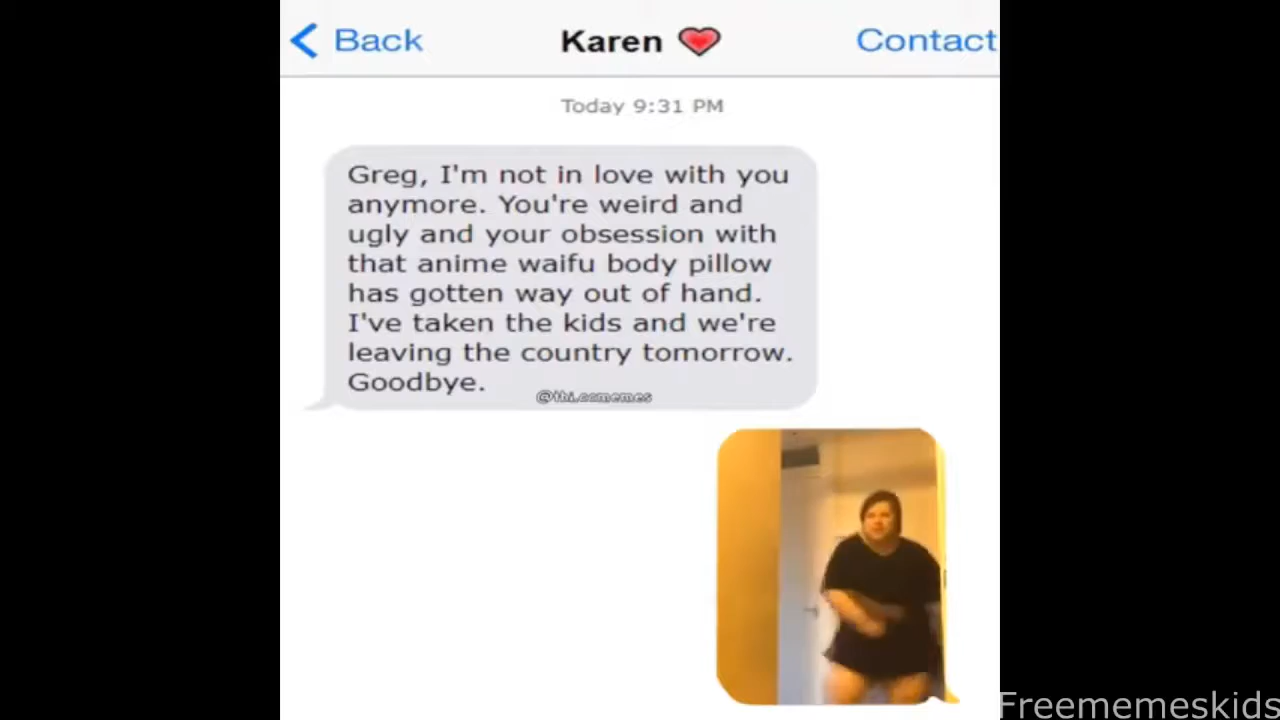 Back
Karen
Contact
Today 9:31 PM
Greg, I'm not in love with you
anymore. You're weird and
ugly and your obsession with
that anime waifu body pillow
has gotten way out of hand.
I've taken the kids and we're
leaving the country tomorrow.
Goodbye.
Freememeskids